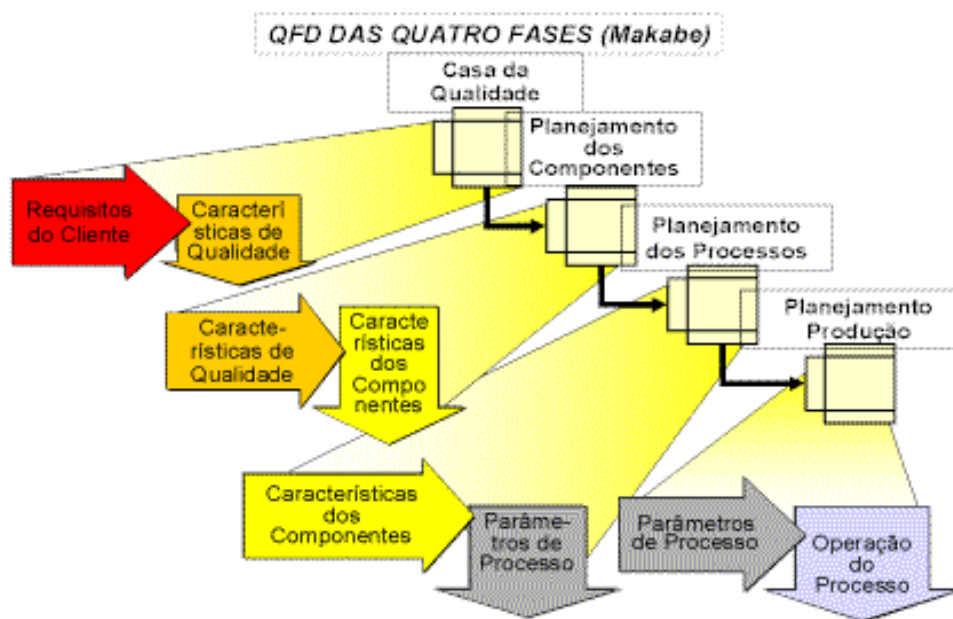 QFD DAS QUATRO FASES (Makabe)
Casa da
Qualidade
Planejamento
dos
Componentes
Requisitos
do Cliente
Caracterí
sticas de
Qualidade
Planejamento
dos Processos
Planejamento
Produção
Caracte-
rísticas de
Qualidade
Caracte
rísticas dos
Compo
nentes
Características
dos
Componentes
Parâme-
tros de
Processo
Parâmetros
de Processo
Operação
do
Processo